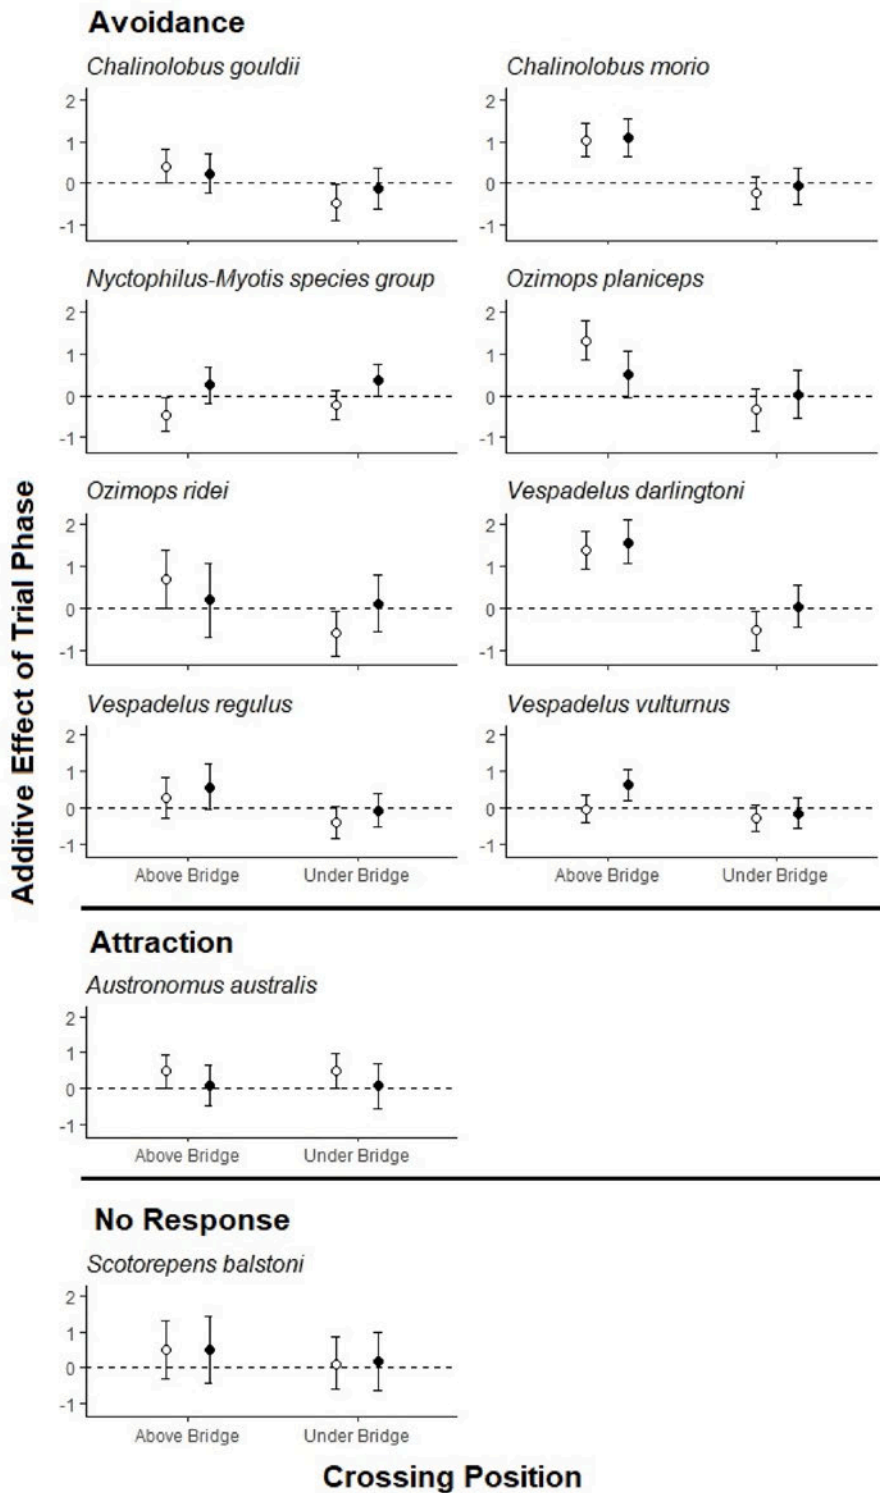 Avoidance
Chalinolobus gouldii
Chalinolobus morio
2
1
0
-1
2
1
0
-1
Nyctophilus-Myotis species group
Ozimops planiceps
2
1
0
-1
2
1
0
-1
Ozimops ridei
Vespadelus darlingtoni
2
1
0
-1
2
1
0
-1
Vespadelus regulus
Vespadelus vulturnus
2
1
0
-1
2
1
0
-1
Above Bridge
Under Bridge
Above Bridge
Under Bridge
Additive Effect of Trial Phase
Attraction
Austronomus australis
2
1
0
-1
Above Bridge
Under Bridge
No Response
Scotorepens balstoni
2
1
0
-1
Above Bridge
Under Bridge
Crossing Position